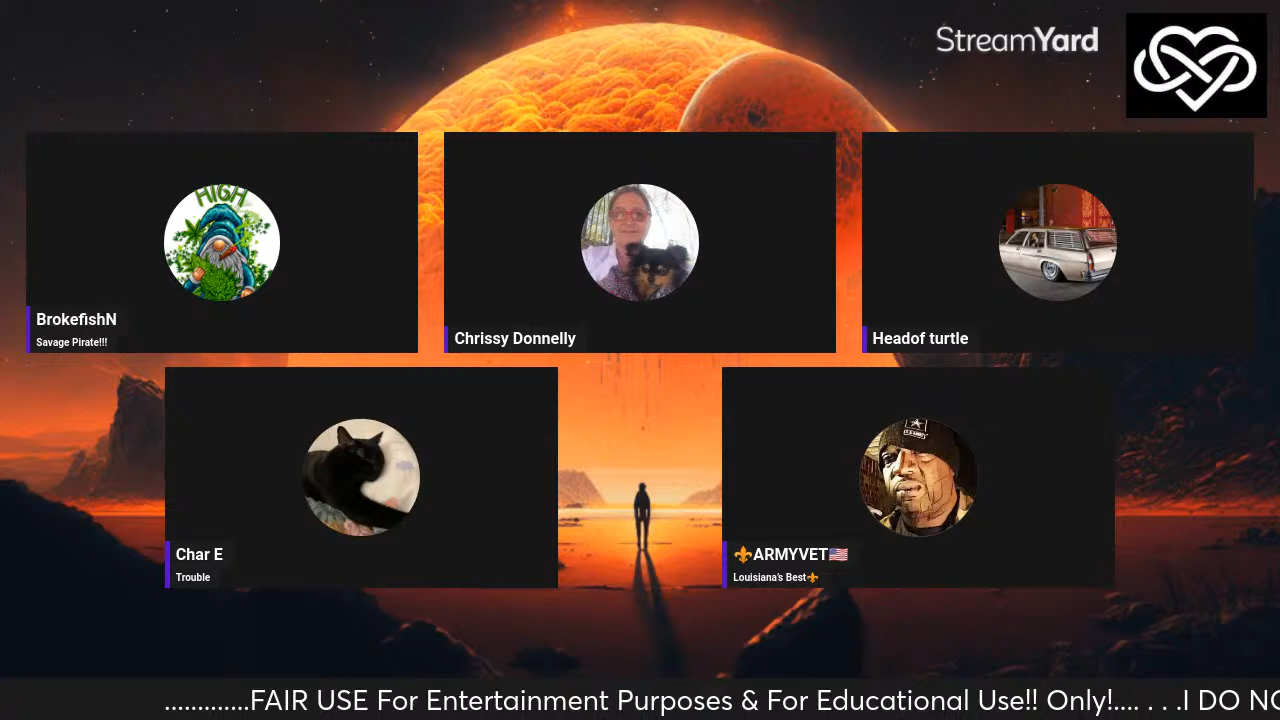 StreamYard
HIGH
BrokefishN
Savage Pirate!!!
Chrissy Donnelly
Headof turtle
Char E
Trouble
⚜️ARMYVET🇺🇸
Louisiana's Best⚜️
.............FAIR USE For Entertainment Purposes & For Educational Use!! Only!.... . . .I DO NO